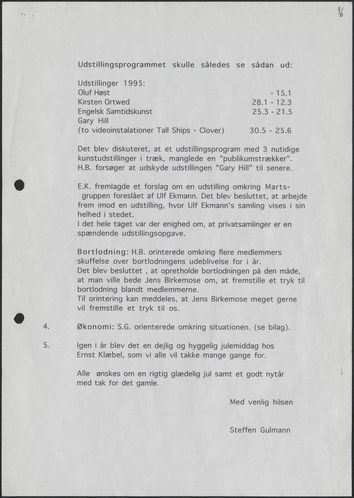 Udstillingsprogrammet skulle således se sådan ud:
Udstillinger 1995:
Oluf Høst - 15.1
Kirsten Ortwed 28.1 - 12.3
Engelsk Samtidskunst 25.3 - 21.5
Gary Hill
(to videoinstalationer Tall Ships - Clover) 30.5 - 25.6
Det blev diskuteret, at et udstillingsprogram med 3 nutidige
kunstudstillinger i træk, manglede en "publikumstrækker".
H.B. forsøger at udskyde udstillingen "Gary Hill" til senere.
E.K. fremlagde et forslag om en udstilling omkring Marts-
gruppen foreslået af Ulf Ekmann. Det blev besluttet, at arbejde
frem imod en udstilling, hvor Ulf Ekmann's samling vises i sin
helhed i stedet.
I det hele taget var der enighed om, at privatsamlinger er en
spændende udstillingsopgave.
Bortlodning: H.B. orinterede omkring flere medlemmers
skuffelse over bortlodningens udeblivelse for i år.
Det blev besluttet , at opretholde bortlodningen på den måde,
at man ville bede Jens Birkemose om, at fremstille et tryk til
bortlodning blandt medlemmerne.
Til orintering kan meddeles, at Jens Birkemose meget gerne
vil fremstille et tryk til os.
4. Økonomi: S.G. orienterede omkring situationen. (se bilag).
5. Igen i år blev det en dejlig og hyggelig julemiddag hos
Ernst Klæbel, som vi alle vil takke mange gange for.
Alle ønskes om en rigtig glædelig jul samt et godt nytår
med tak for det gamle.
Med venlig hilsen
Steffen Gulmann